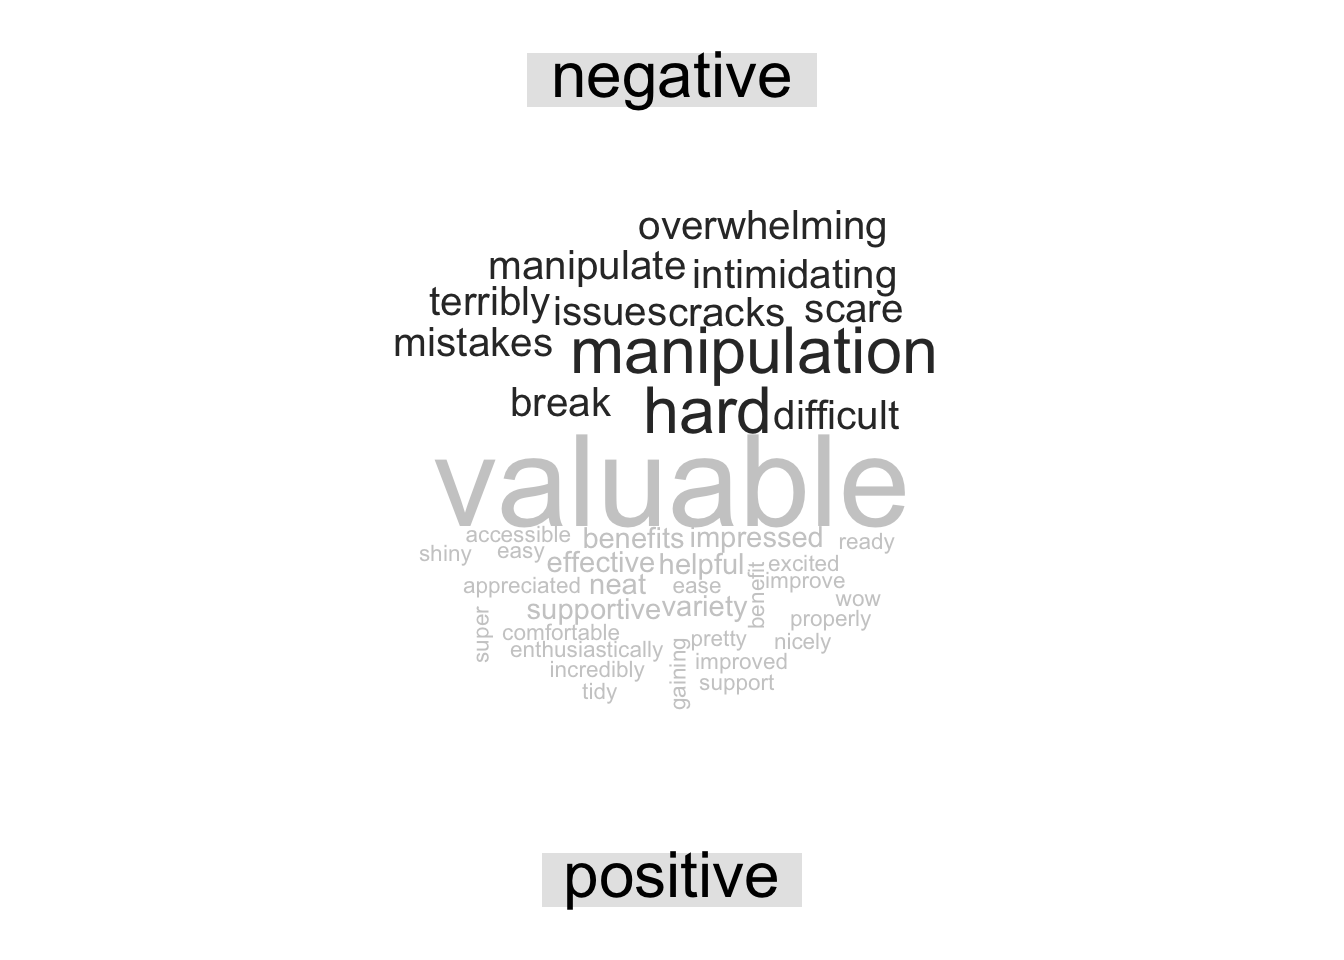 negative
overwhelming
manipulate intimidating
terribly issues cracks scare
mistakes manipulation
break hard difficult
valuable
accessible benefits impressed ready
shiny easy effective helpful excited
appreciated neat ease benefit improve
supportive variety wow
super comfortable pretty properly
enthusiastically gaining nicely
incredibly improved
tidy support
positive